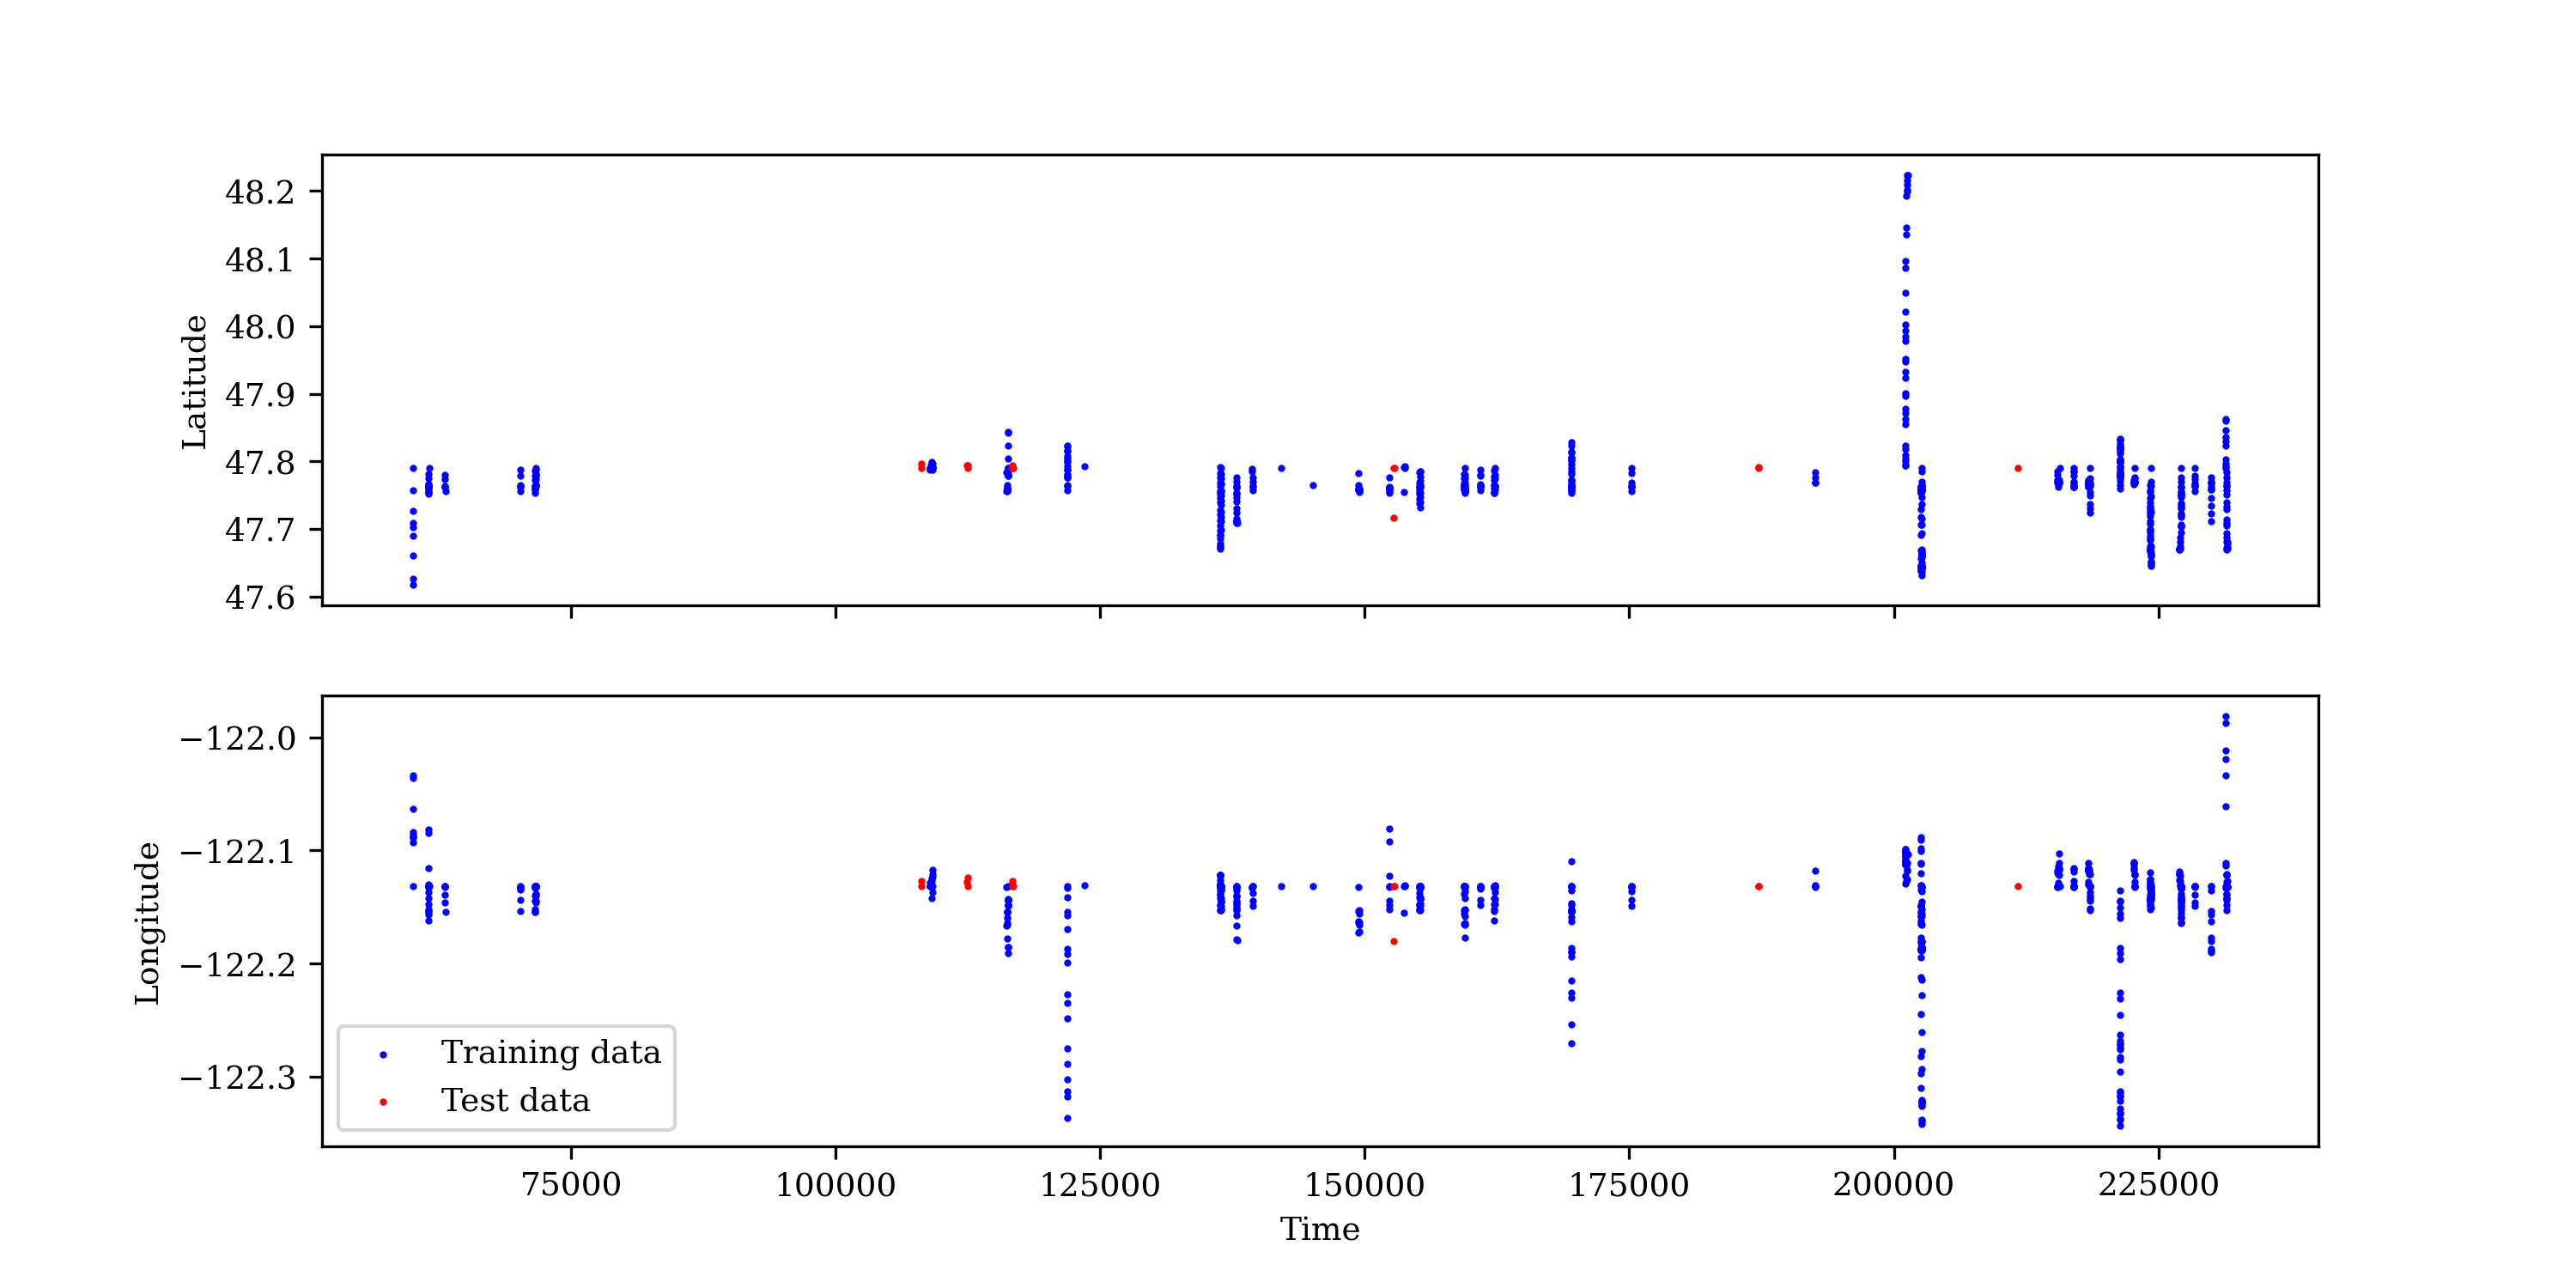 Latitude
48.2
48.1
48.0
47.9
47.8
47.7
47.6
Longitude
−122.0
−122.1
−122.2
−122.3
Training data
Test data
75000 100000 125000 150000 175000 200000 225000
Time